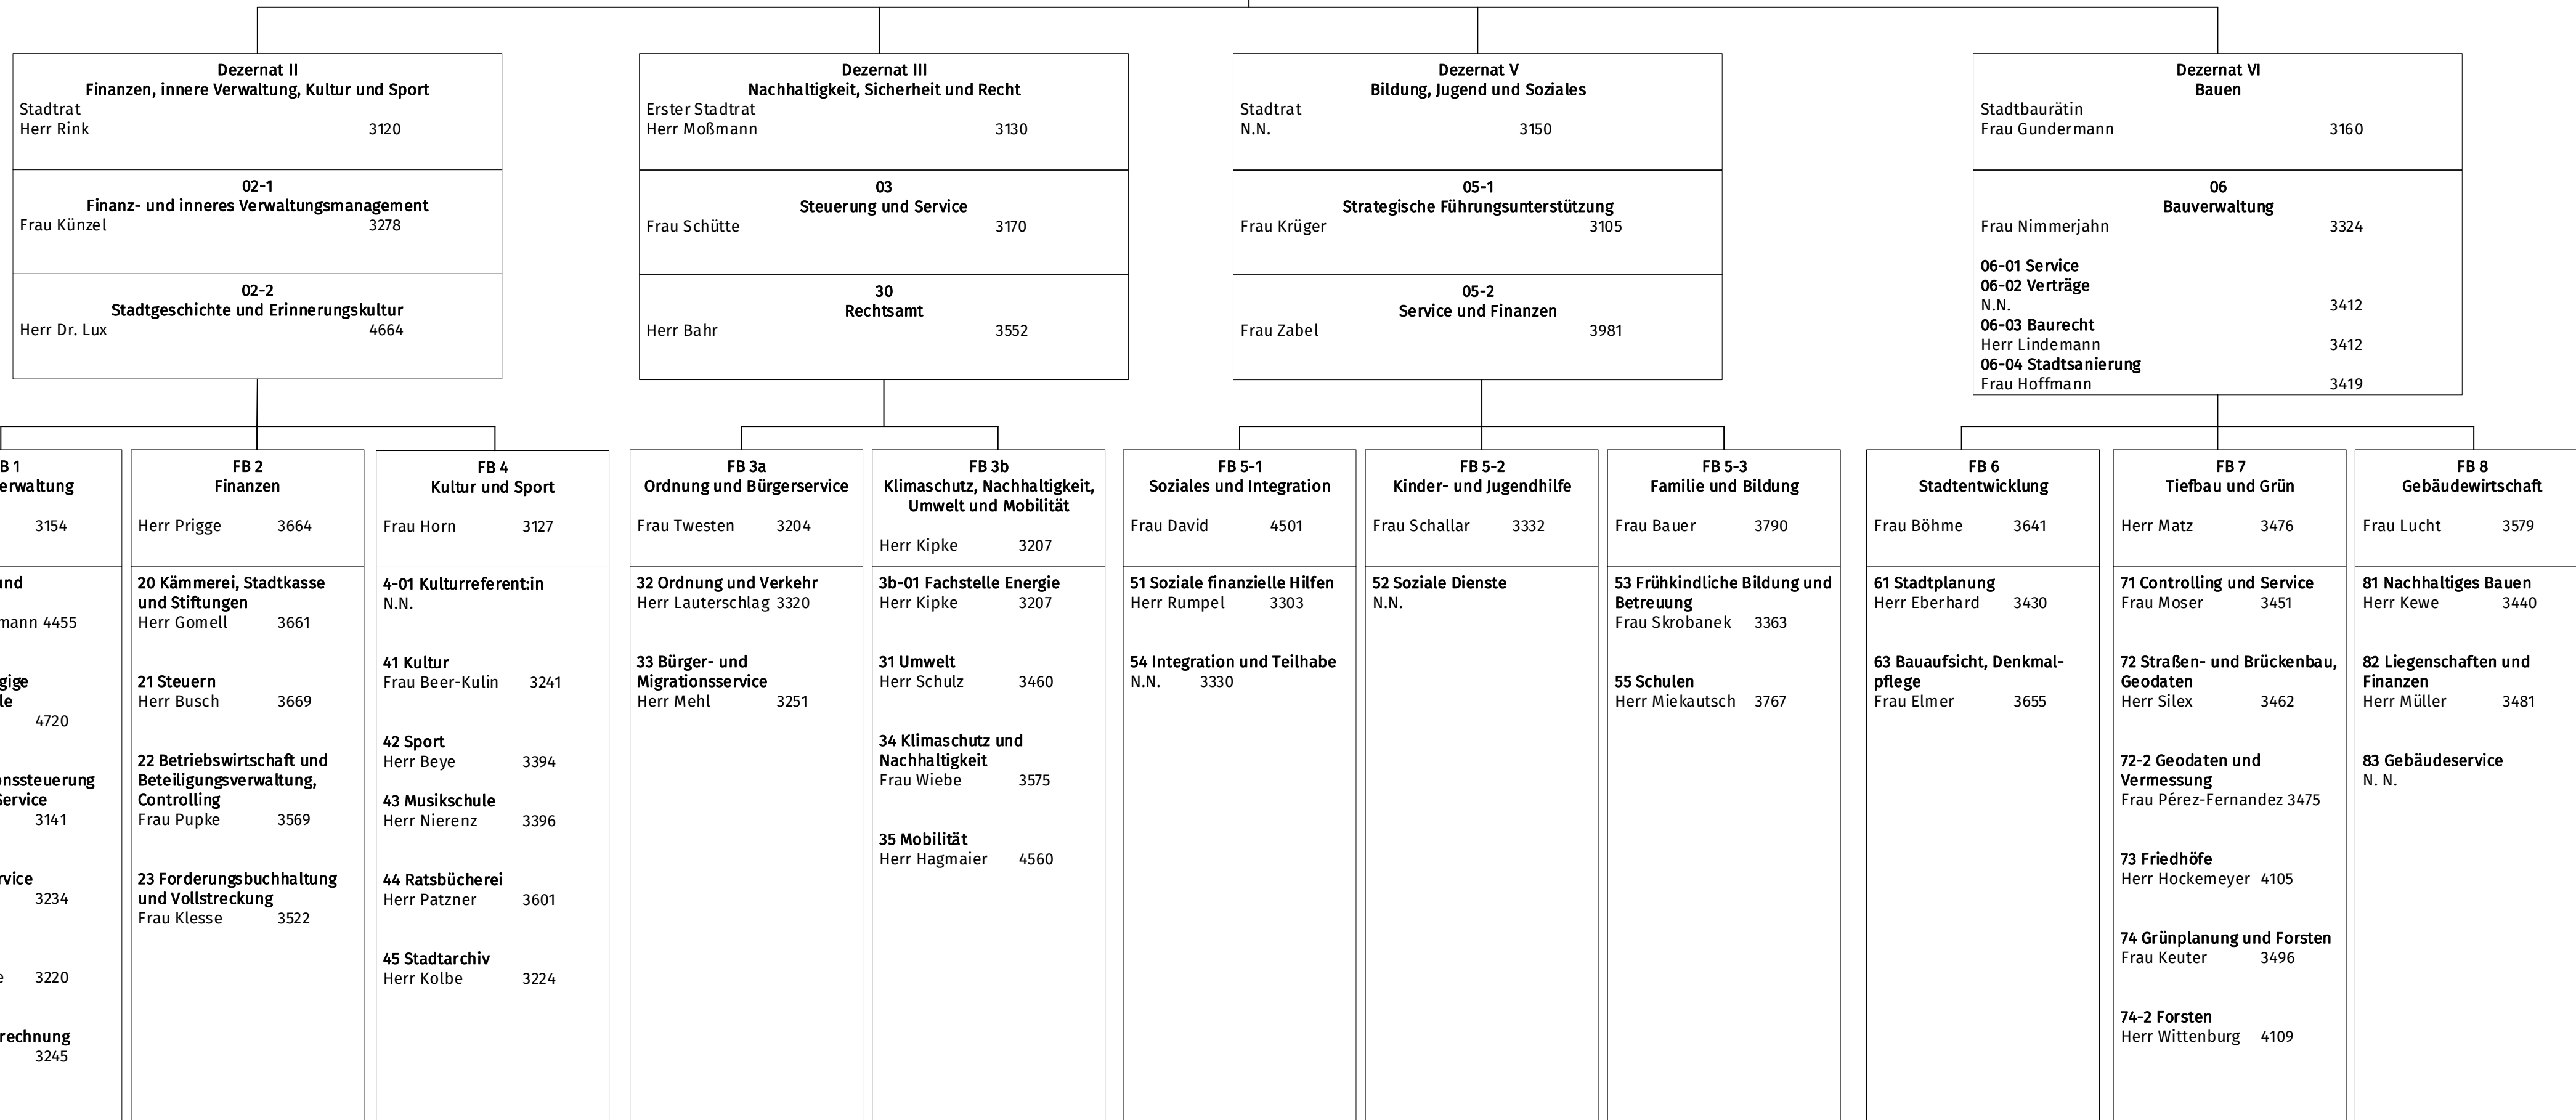 Dezernat II
Finanzen, innere Verwaltung, Kultur und Sport
Stadtrat
Herr Rink 3120
02-1
Finanz- und inneres Verwaltungsmanagement
Frau Künzel 3278
02-2
Stadtgeschichte und Erinnerungskultur
Herr Dr. Lux 4664
Dezernat III
Nachhaltigkeit, Sicherheit und Recht
Erster Stadtrat
Herr Moßmann 3130
03
Steuerung und Service
Frau Schütte 3170
30
Rechtsamt
Herr Bahr 3552
Dezernat V
Bildung, Jugend und Soziales
Stadtrat
N.N. 3150
05-1
Strategische Führungsunterstützung
Frau Krüger 3105
05-2
Service und Finanzen
Frau Zabel 3981
Dezernat VI
Bauen
Stadtbaurätin
Frau Gundermann 3160
06
Bauverwaltung
Frau Nimmerjahn 3324
06-01 Service
06-02 Verträge
N.N. 3412
06-03 Baurecht
Herr Lindemann 3412
06-04 Stadtsanierung
Frau Hoffmann 3419
B 1
erwaltung
3154
und
mann 4455
gige
le
4720
onssteuerung
Service
3141
rvice
3234
e 3220
rechnung
3245
FB 2
Finanzen
Herr Prigge 3664
20 Kämmerei, Stadtkasse
und Stiftungen
Herr Gomell 3661
21 Steuern
Herr Busch 3669
22 Betriebswirtschaft und
Beteiligungsverwaltung,
Controlling
Frau Pupke 3569
23 Forderungsbuchhaltung
und Vollstreckung
Frau Klesse 3522
FB 4
Kultur und Sport
Frau Horn 3127
4-01 Kulturreferent:in
N.N.
41 Kultur
Frau Beer-Kulin 3241
42 Sport
Herr Beye 3394
43 Musikschule
Herr Nierenz 3396
44 Ratsbücherei
Herr Patzner 3601
45 Stadtarchiv
Herr Kolbe 3224
FB 3a
Ordnung und Bürgerservice
Frau Twesten 3204
32 Ordnung und Verkehr
Herr Lauterschlag 3320
33 Bürger- und
Migrationsservice
Herr Mehl 3251
FB 3b
Klimaschutz, Nachhaltigkeit,
Umwelt und Mobilität
Herr Kipke 3207
3b-01 Fachstelle Energie
Herr Kipke 3207
31 Umwelt
Herr Schulz 3460
34 Klimaschutz und
Nachhaltigkeit
Frau Wiebe 3575
35 Mobilität
Herr Hagmaier 4560
FB 5-1
Soziales und Integration
Frau David 4501
51 Soziale finanzielle Hilfen
Herr Rumpel 3303
54 Integration und Teilhabe
N.N. 3330
FB 5-2
Kinder- und Jugendhilfe
Frau Schallar 3332
52 Soziale Dienste
N.N.
FB 5-3
Familie und Bildung
Frau Bauer 3790
53 Frühkindliche Bildung und
Betreuung
Frau Skrobanek 3363
55 Schulen
Herr Miekautsch 3767
FB 6
Stadtentwicklung
Frau Böhme 3641
61 Stadtplanung
Herr Eberhard 3430
63 Bauaufsicht, Denkmal-
pflege
Frau Elmer 3655
FB 7
Tiefbau und Grün
Herr Matz 3476
71 Controlling und Service
Frau Moser 3451
72 Straßen- und Brückenbau,
Geodaten
Herr Silex 3462
72-2 Geodaten und
Vermessung
Frau Pérez-Fernandez 3475
73 Friedhöfe
Herr Hockemeyer 4105
74 Grünplanung und Forsten
Frau Keuter 3496
74-2 Forsten
Herr Wittenburg 4109
FB 8
Gebäudewirtschaft
Frau Lucht 3579
81 Nachhaltiges Bauen
Herr Kewe 3440
82 Liegenschaften und
Finanzen
Herr Müller 3481
83 Gebäudeservice
N. N.